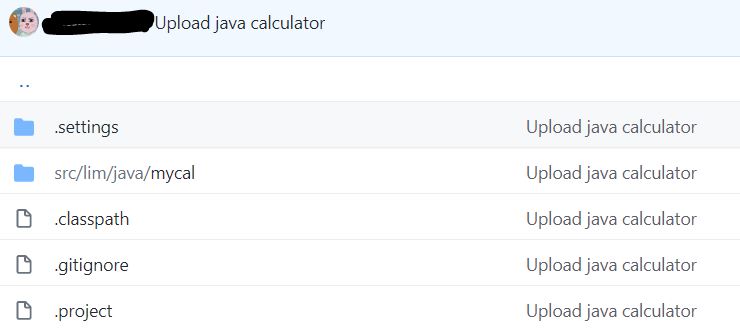 Upload java calculator
..
.settings Upload java calculator
src/lim/java/mycal Upload java calculator
.classpath Upload java calculator
.gitignore Upload java calculator
.project Upload java calculator